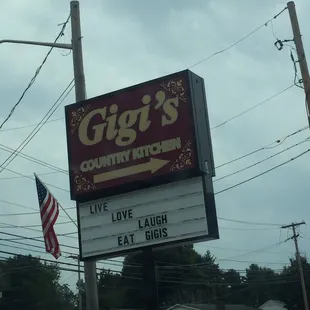 Gigi's
COUNTRY KITCHEN
LIVE
LOVE
LAUGH
EAT GIGIS